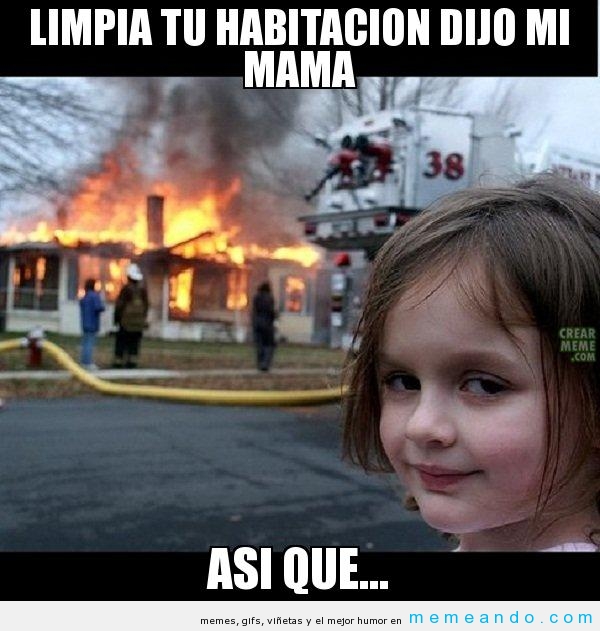 LIMPIA TU HABITACION DIJO MI
MAMA
38
CREAR
MEME
.COM
ASI QUE...
memes, gifs, viñetas y el mejor humor en memeando.com